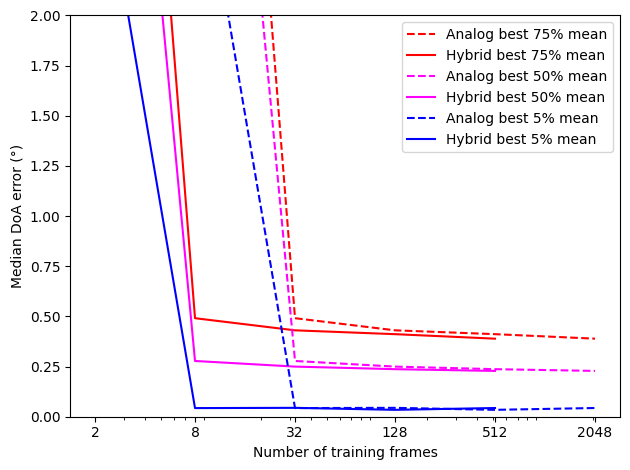 2.00
1.75
1.50
1.25
1.00
0.75
0.50
0.25
0.00
Median DoA error (°)
Analog best 75% mean
Hybrid best 75% mean
Analog best 50% mean
Hybrid best 50% mean
Analog best 5% mean
Hybrid best 5% mean
2 8 32 128 512 2048
Number of training frames